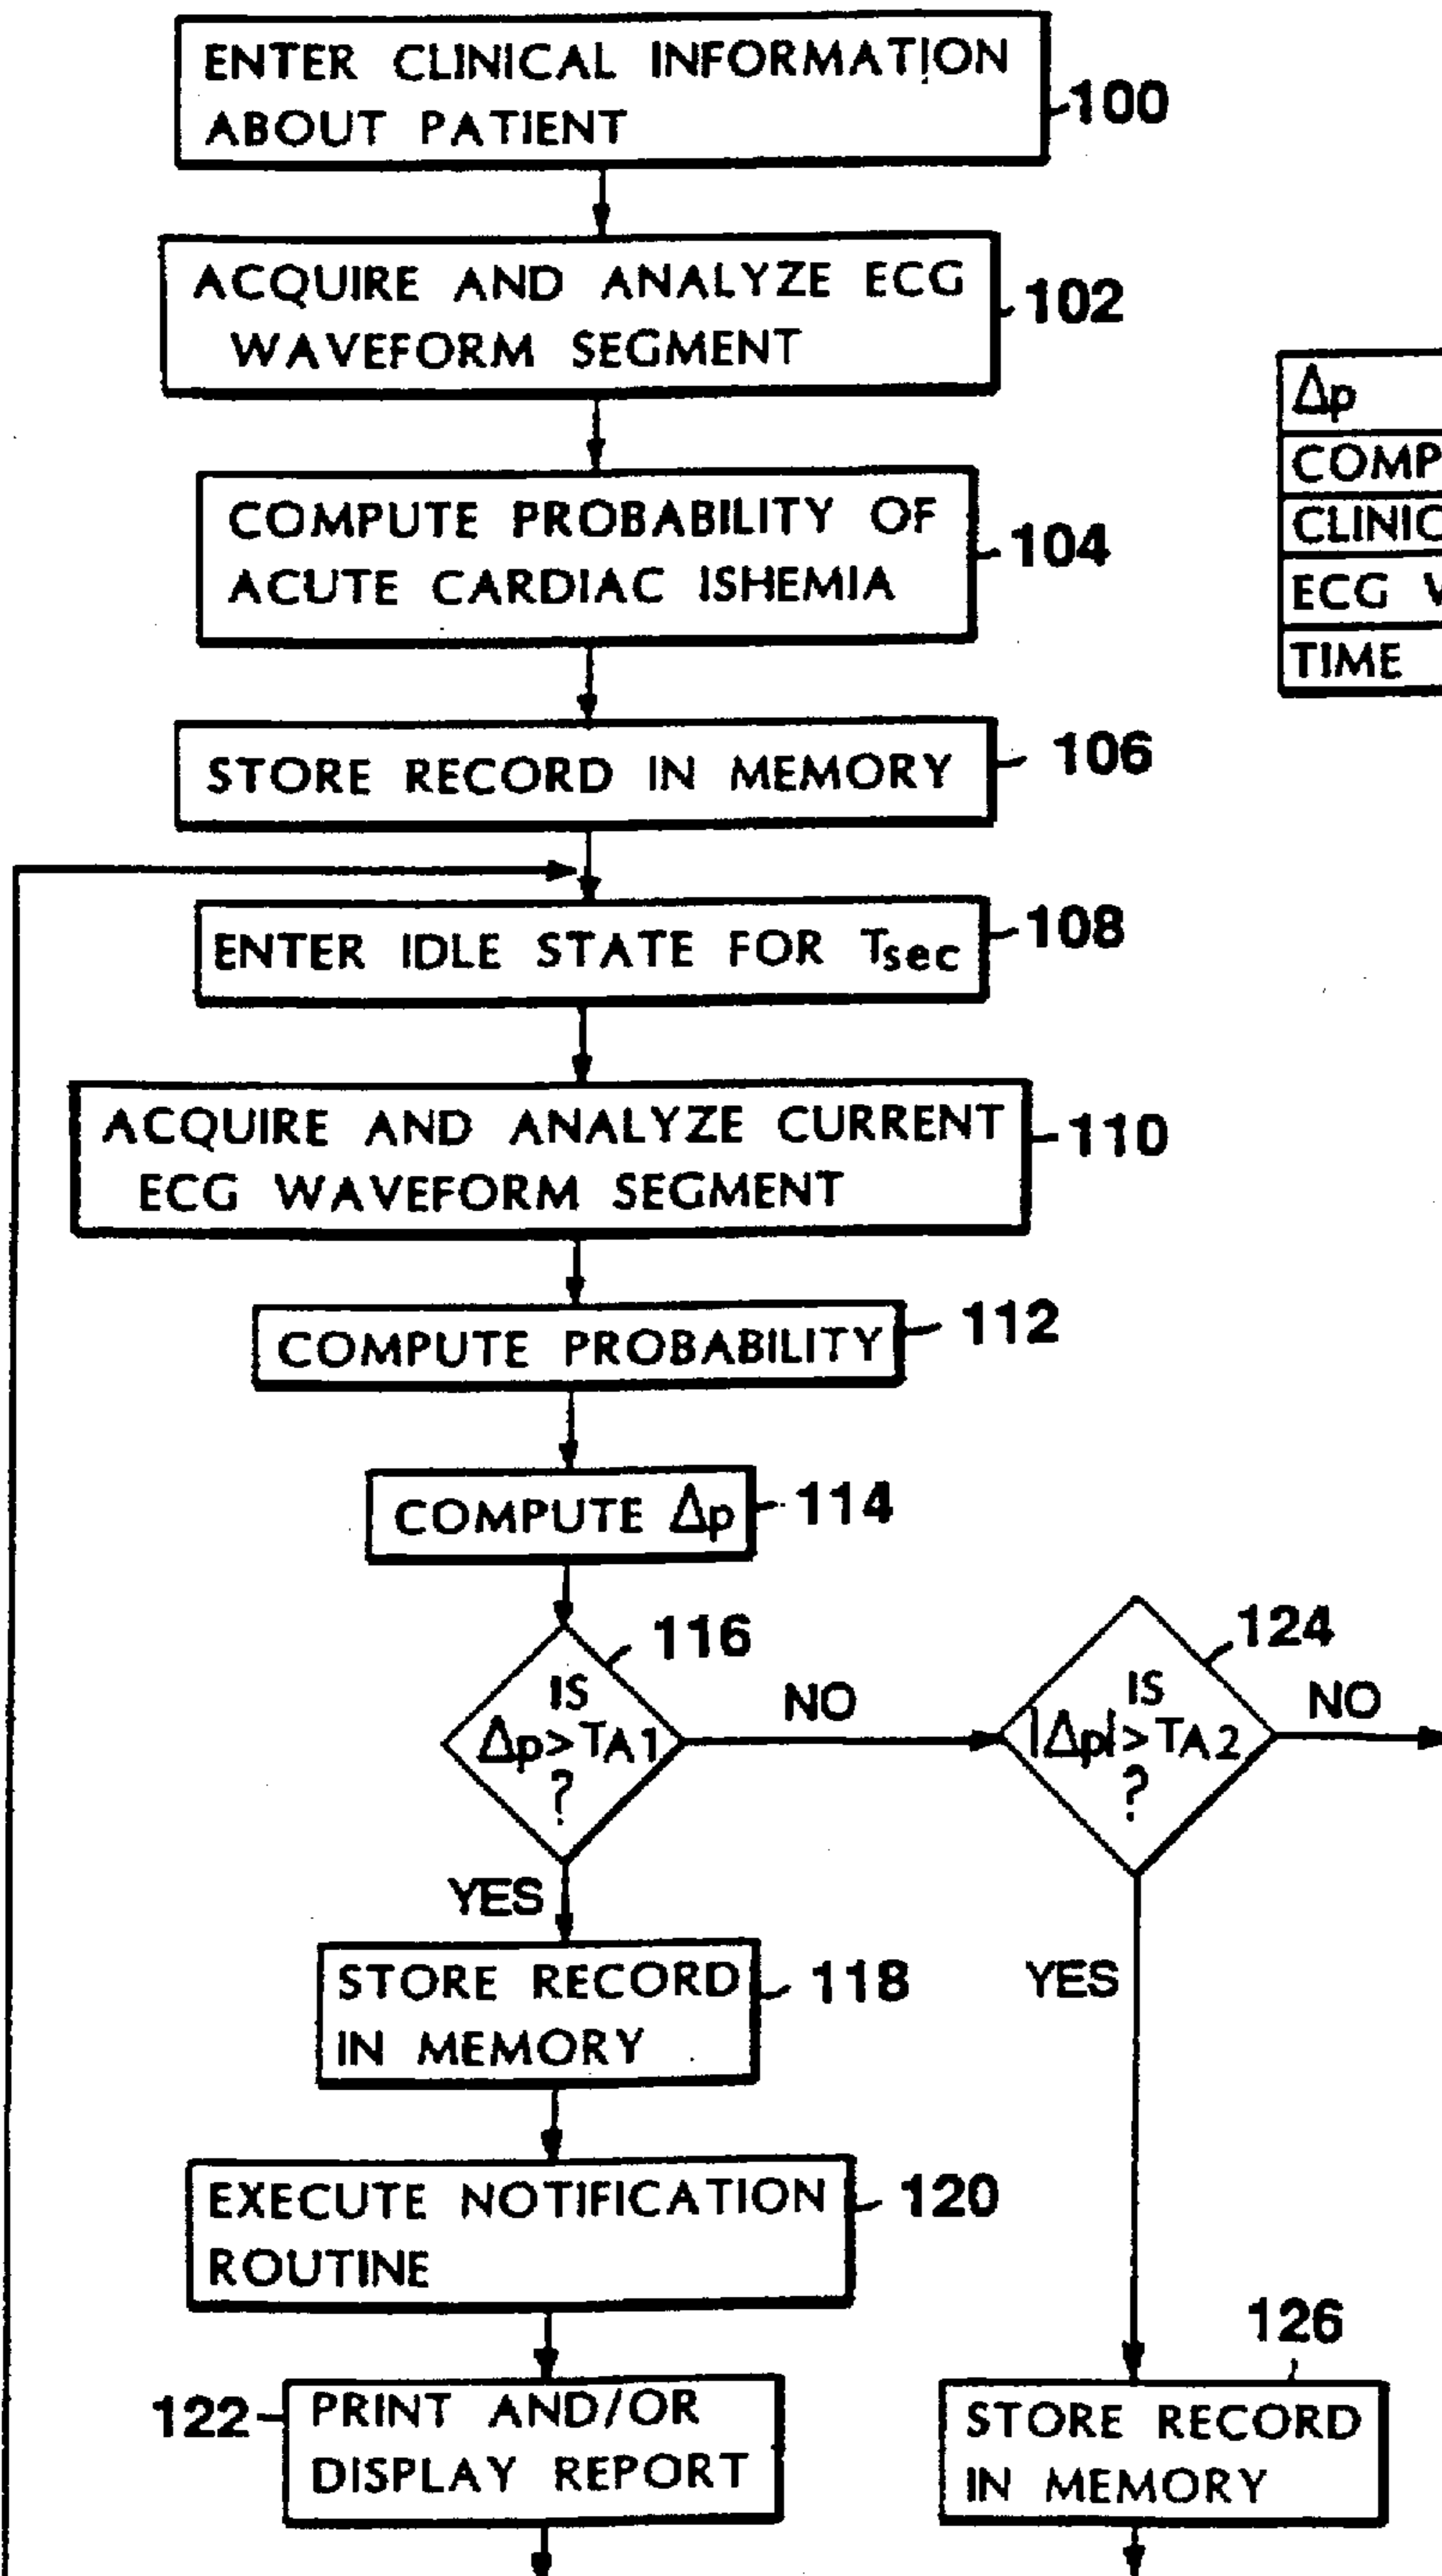 ENTER CLINICAL INFORMATION
ABOUT PATIENT
100
ACQUIRE AND ANALYZE ECG
WAVEFORM SEGMENT
102
Δp
COMP
CLINIC
ECG
TIME
COMPUTE PROBABILITY OF
ACUTE CARDIAC ISHEMIA
104
STORE RECORD IN MEMORY
106
ENTER IDLE STATE FOR Tsec
108
ACQUIRE AND ANALYZE CURRENT
ECG WAVEFORM SEGMENT
110
COMPUTE PROBABILITY
112
COMPUTE Δp
114
116
IS
Δp>TA1
?
NO
124
IS
|Δp|>TA2
?
NO
YES
YES
STORE RECORD
IN MEMORY
118
EXECUTE NOTIFICATION
ROUTINE
120
122
PRINT AND/OR
DISPLAY REPORT
126
STORE RECORD
IN MEMORY